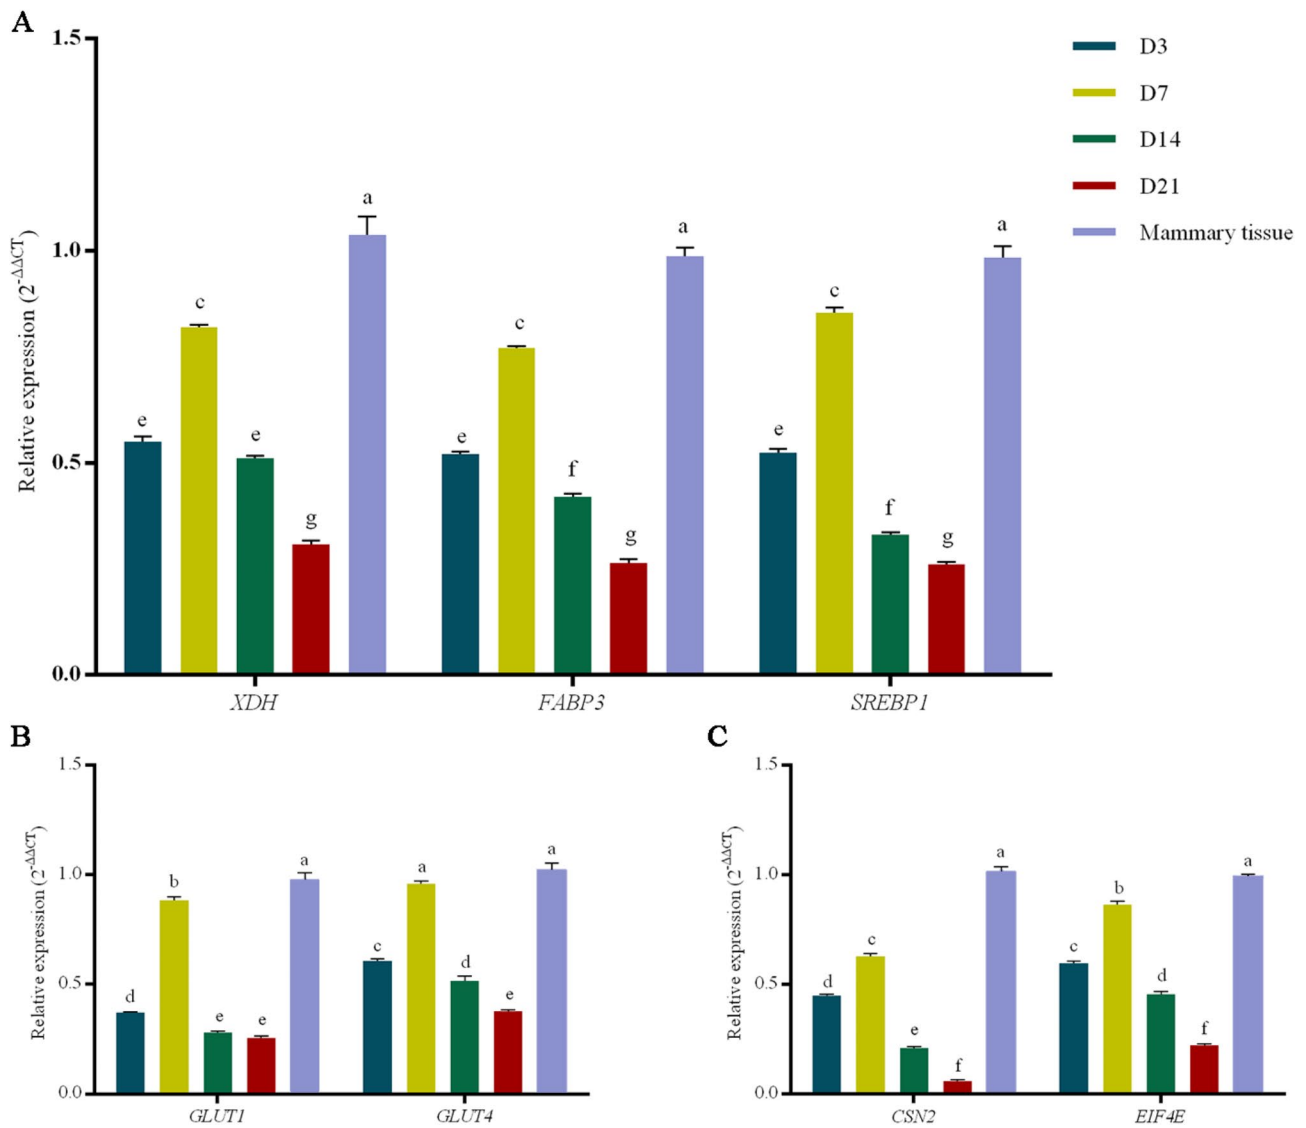 A
1.5
1.0
0.5
0.0
Relative expression (2^-ΔΔCT)
D3
D7
D14
D21
Mammary tissue
e c e g a
e c f g a
e c f g a
XDH FABP3 SREBP1
B
1.5
1.0
0.5
0.0
Relative expression (2^-ΔΔCT)
d b e e a
c a d e a
GLUT1 GLUT4
C
1.5
1.0
0.5
0.0
Relative expression (2^-ΔΔCT)
d c e f a
c b d f a
CSN2 EIF4E